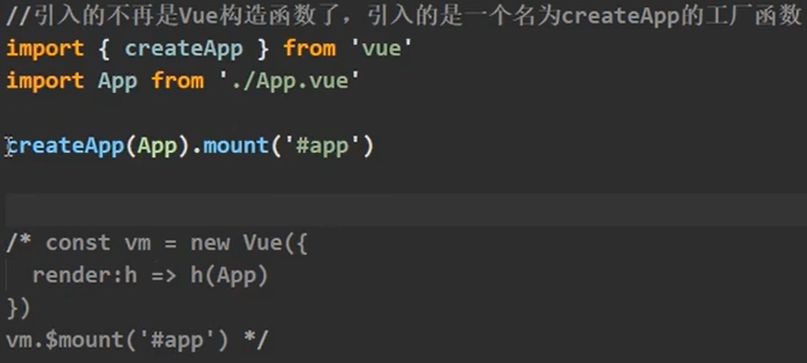 //引入的不再是Vue构造函数了，引入的是一个名为createApp的工厂函数
import { createApp } from 'vue'
import App from './App.vue'
createApp(App).mount('#app')
/* const vm = new Vue({
  render:h => h(App)
})
vm.$mount('#app') */